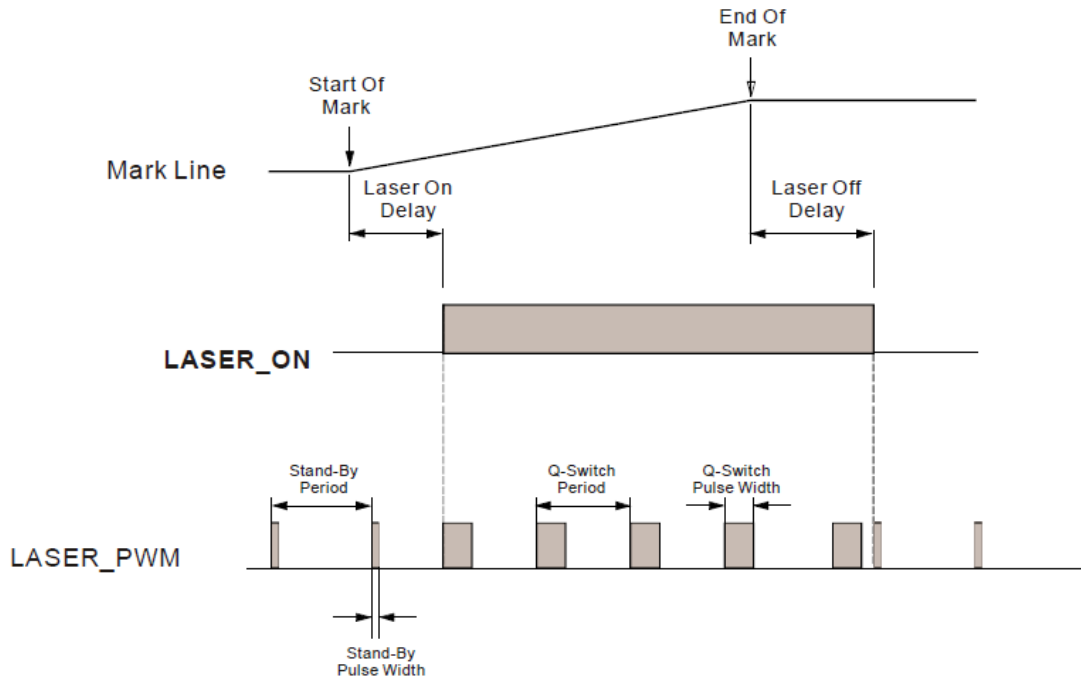 End Of
Mark
Start Of
Mark
Mark Line
Laser On
Delay
Laser Off
Delay
LASER_ON
Stand-By
Period
Q-Switch
Period
Q-Switch
Pulse Width
LASER_PWM
Stand-By
Pulse Width